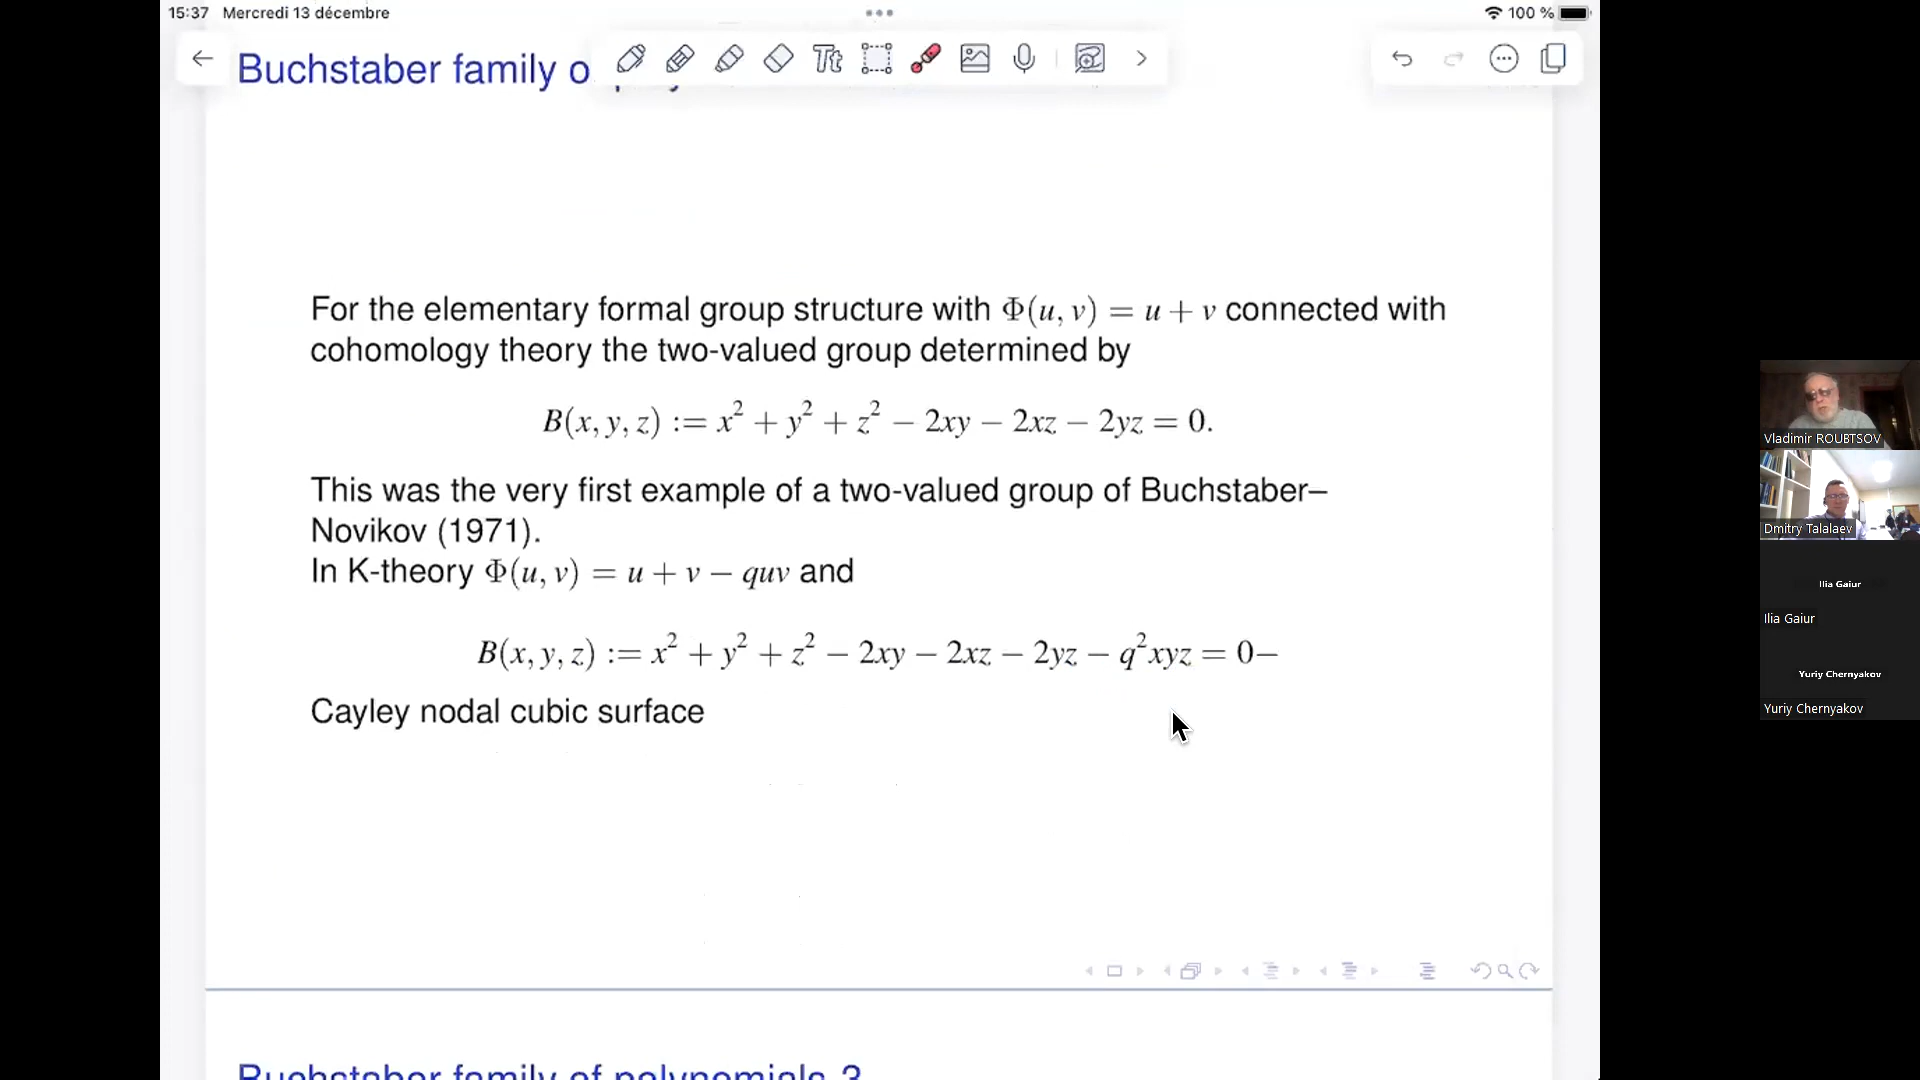 15:37 Mercredi 13 décembre
100 %
Buchstaber family o
Tt
For the elementary formal group structure with Φ(u, v) = u + v connected with
cohomology theory the two-valued group determined by
B(x, y, z) := x² + y² + z² − 2xy − 2xz − 2yz = 0.
This was the very first example of a two-valued group of Buchstaber–
Novikov (1971).
In K-theory Φ(u, v) = u + v − quv and
B(x, y, z) := x² + y² + z² − 2xy − 2xz − 2yz − q²xyz = 0−
Cayley nodal cubic surface
Buchstaber family of polynomials 3
Vladimir ROUBTSOV
Dmitry Talalaev
Ilia Gaiur
Ilia Gaiur
Yuriy Chernyakov
Yuriy Chernyakov